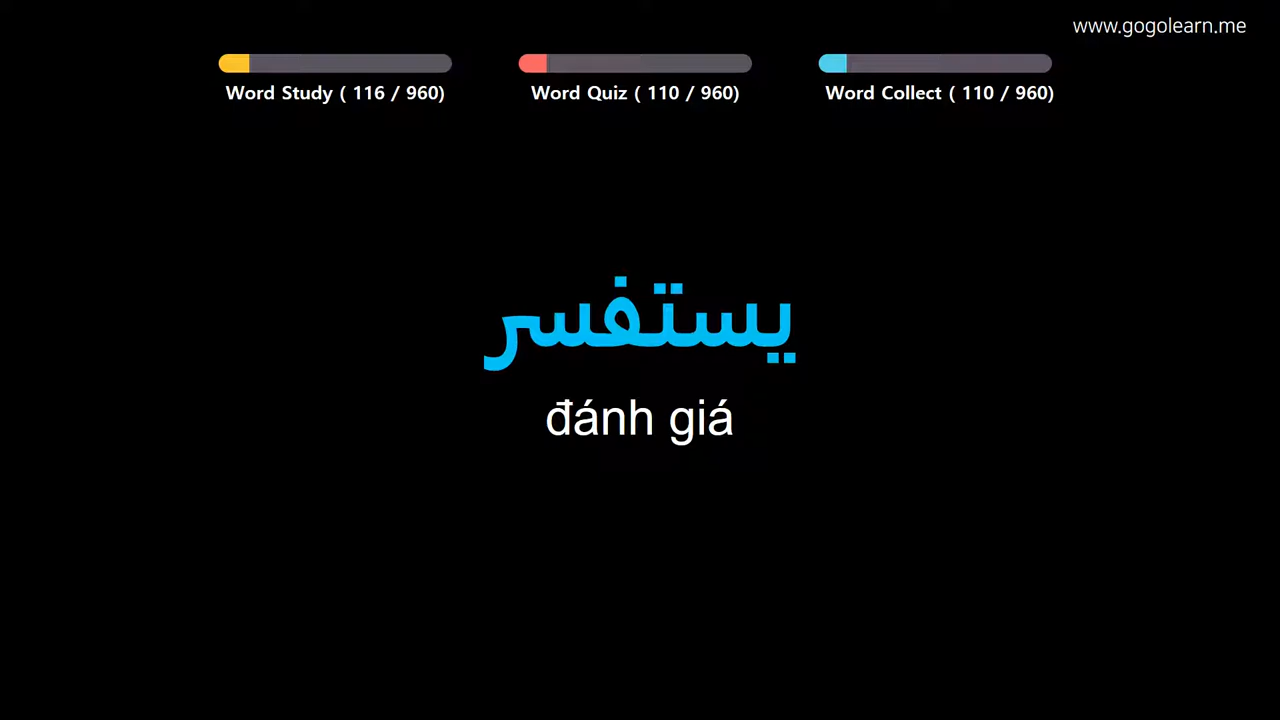 www.gogolearn.me
Word Study ( 116 / 960)
Word Quiz ( 110 / 960)
Word Collect ( 110 / 960)
يستفسر
đánh giá